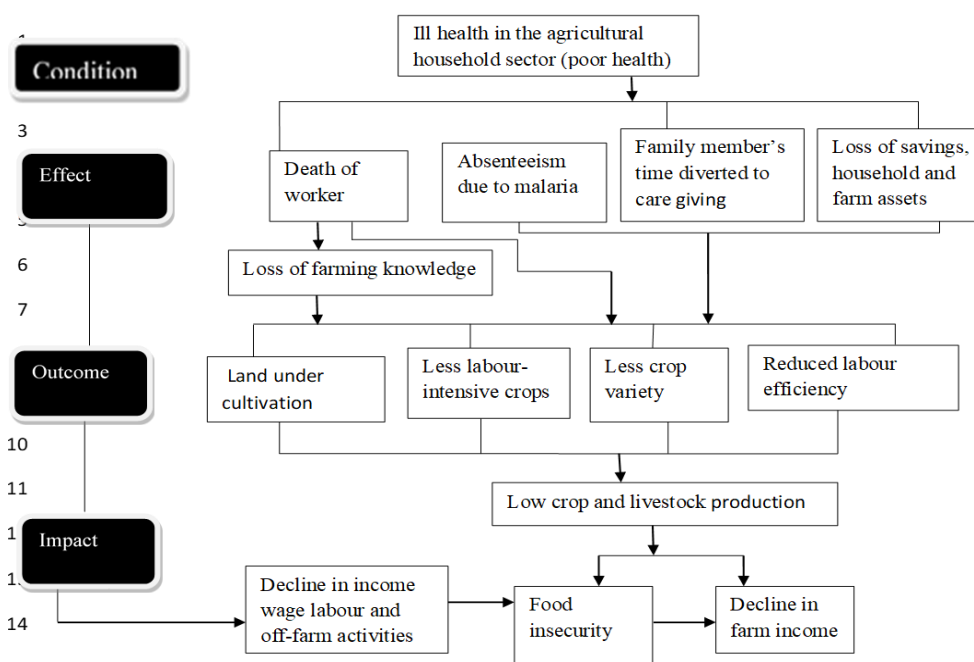 Ill health in the agricultural
household sector (poor health)
Condition
3
Effect
Death of
worker
Absenteeism
due to malaria
Family member's
time diverted to
care giving
Loss of savings,
household and
farm assets
6
Loss of farming knowledge
7
Outcome
Land under
cultivation
Less labour-
intensive crops
Less crop
variety
Reduced labour
efficiency
10
11
Low crop and livestock production
1
Impact
Decline in income
wage labour and
off-farm activities
Food
insecurity
Decline in
farm income
14